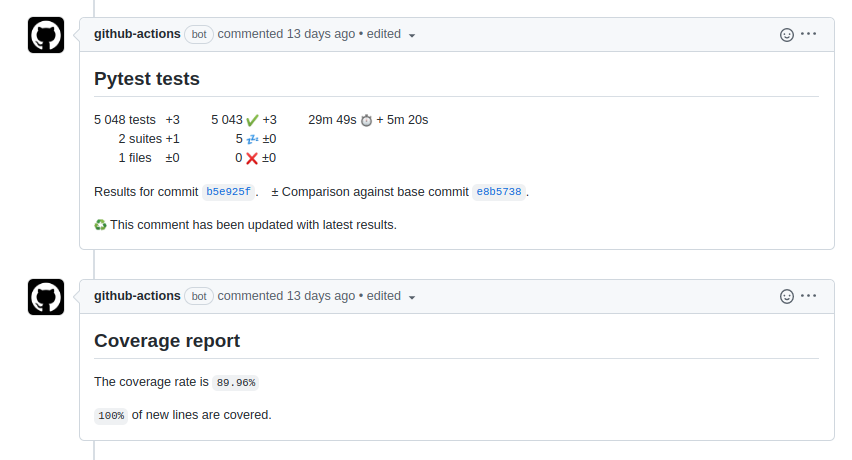 github-actions bot commented 13 days ago • edited
Pytest tests
5 048 tests +3 5 043 ✔️ +3 29m 49s ⏱️ + 5m 20s
2 suites +1 5 💤 ±0
1 files ±0 0 ❌ ±0
Results for commit b5e925f. ± Comparison against base commit e8b5738.
♻️ This comment has been updated with latest results.
github-actions bot commented 13 days ago • edited
Coverage report
The coverage rate is 89.96%
100% of new lines are covered.